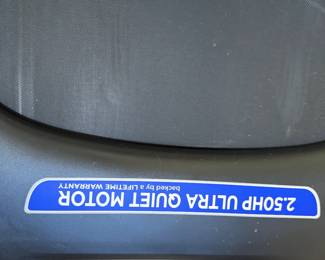 2.50HP ULTRA QUIET MOTOR
backed by a LIFETIME WARRANTY